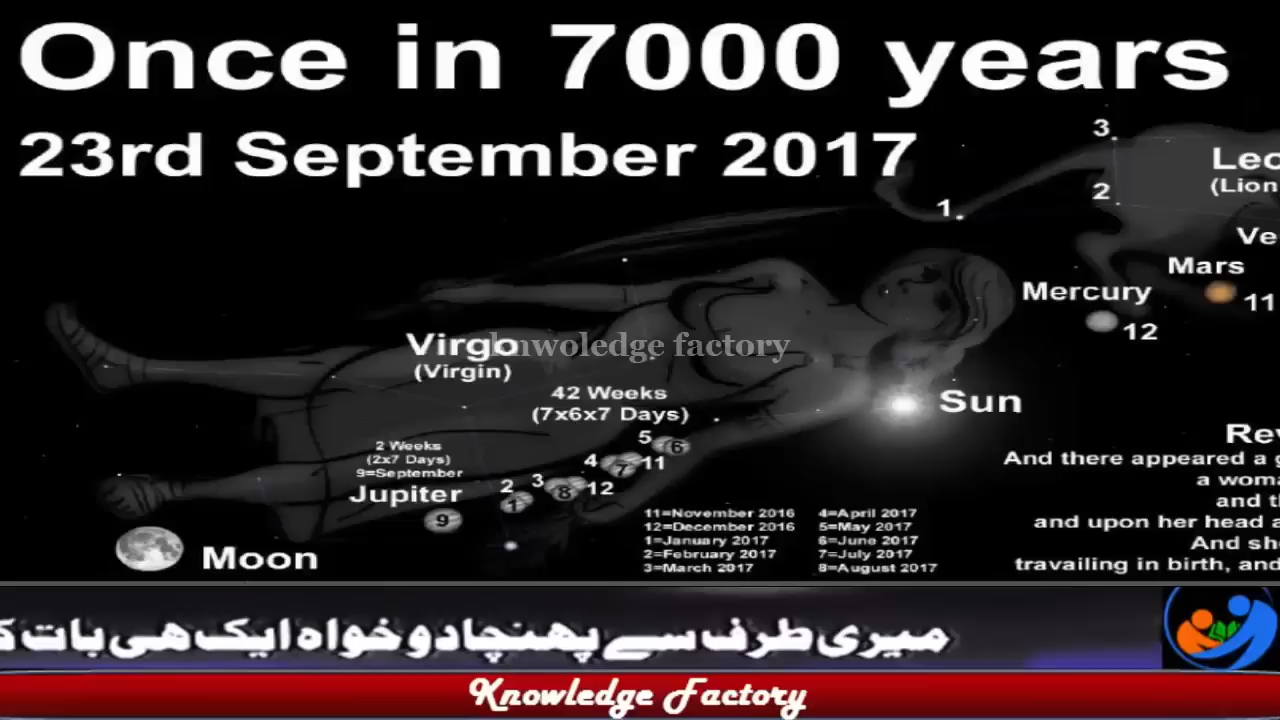 Once in 7000 years
23rd September 2017
3
2
1
Leo
(Lion
Ve
Mars
11
Mercury
12
Virgo
(Virgin)
knwoledge factory
42 Weeks
(7x6x7 Days)
Sun
5
6
4
7
11
2 Weeks
(2x7 Days)
9=September
Jupiter
9
2
1
3
8
12
Moon
11=November 2016
12=December 2016
1=January 2017
2=February 2017
3=March 2017
4=April 2017
5=May 2017
6=June 2017
7=July 2017
8=August 2017
Rev
And there appeared a g
a woma
and t
and upon her head a
And she
travailing in birth, and
میری طرف سے پھنچادو خواہ ایک ھی بات ک
Knowledge Factory